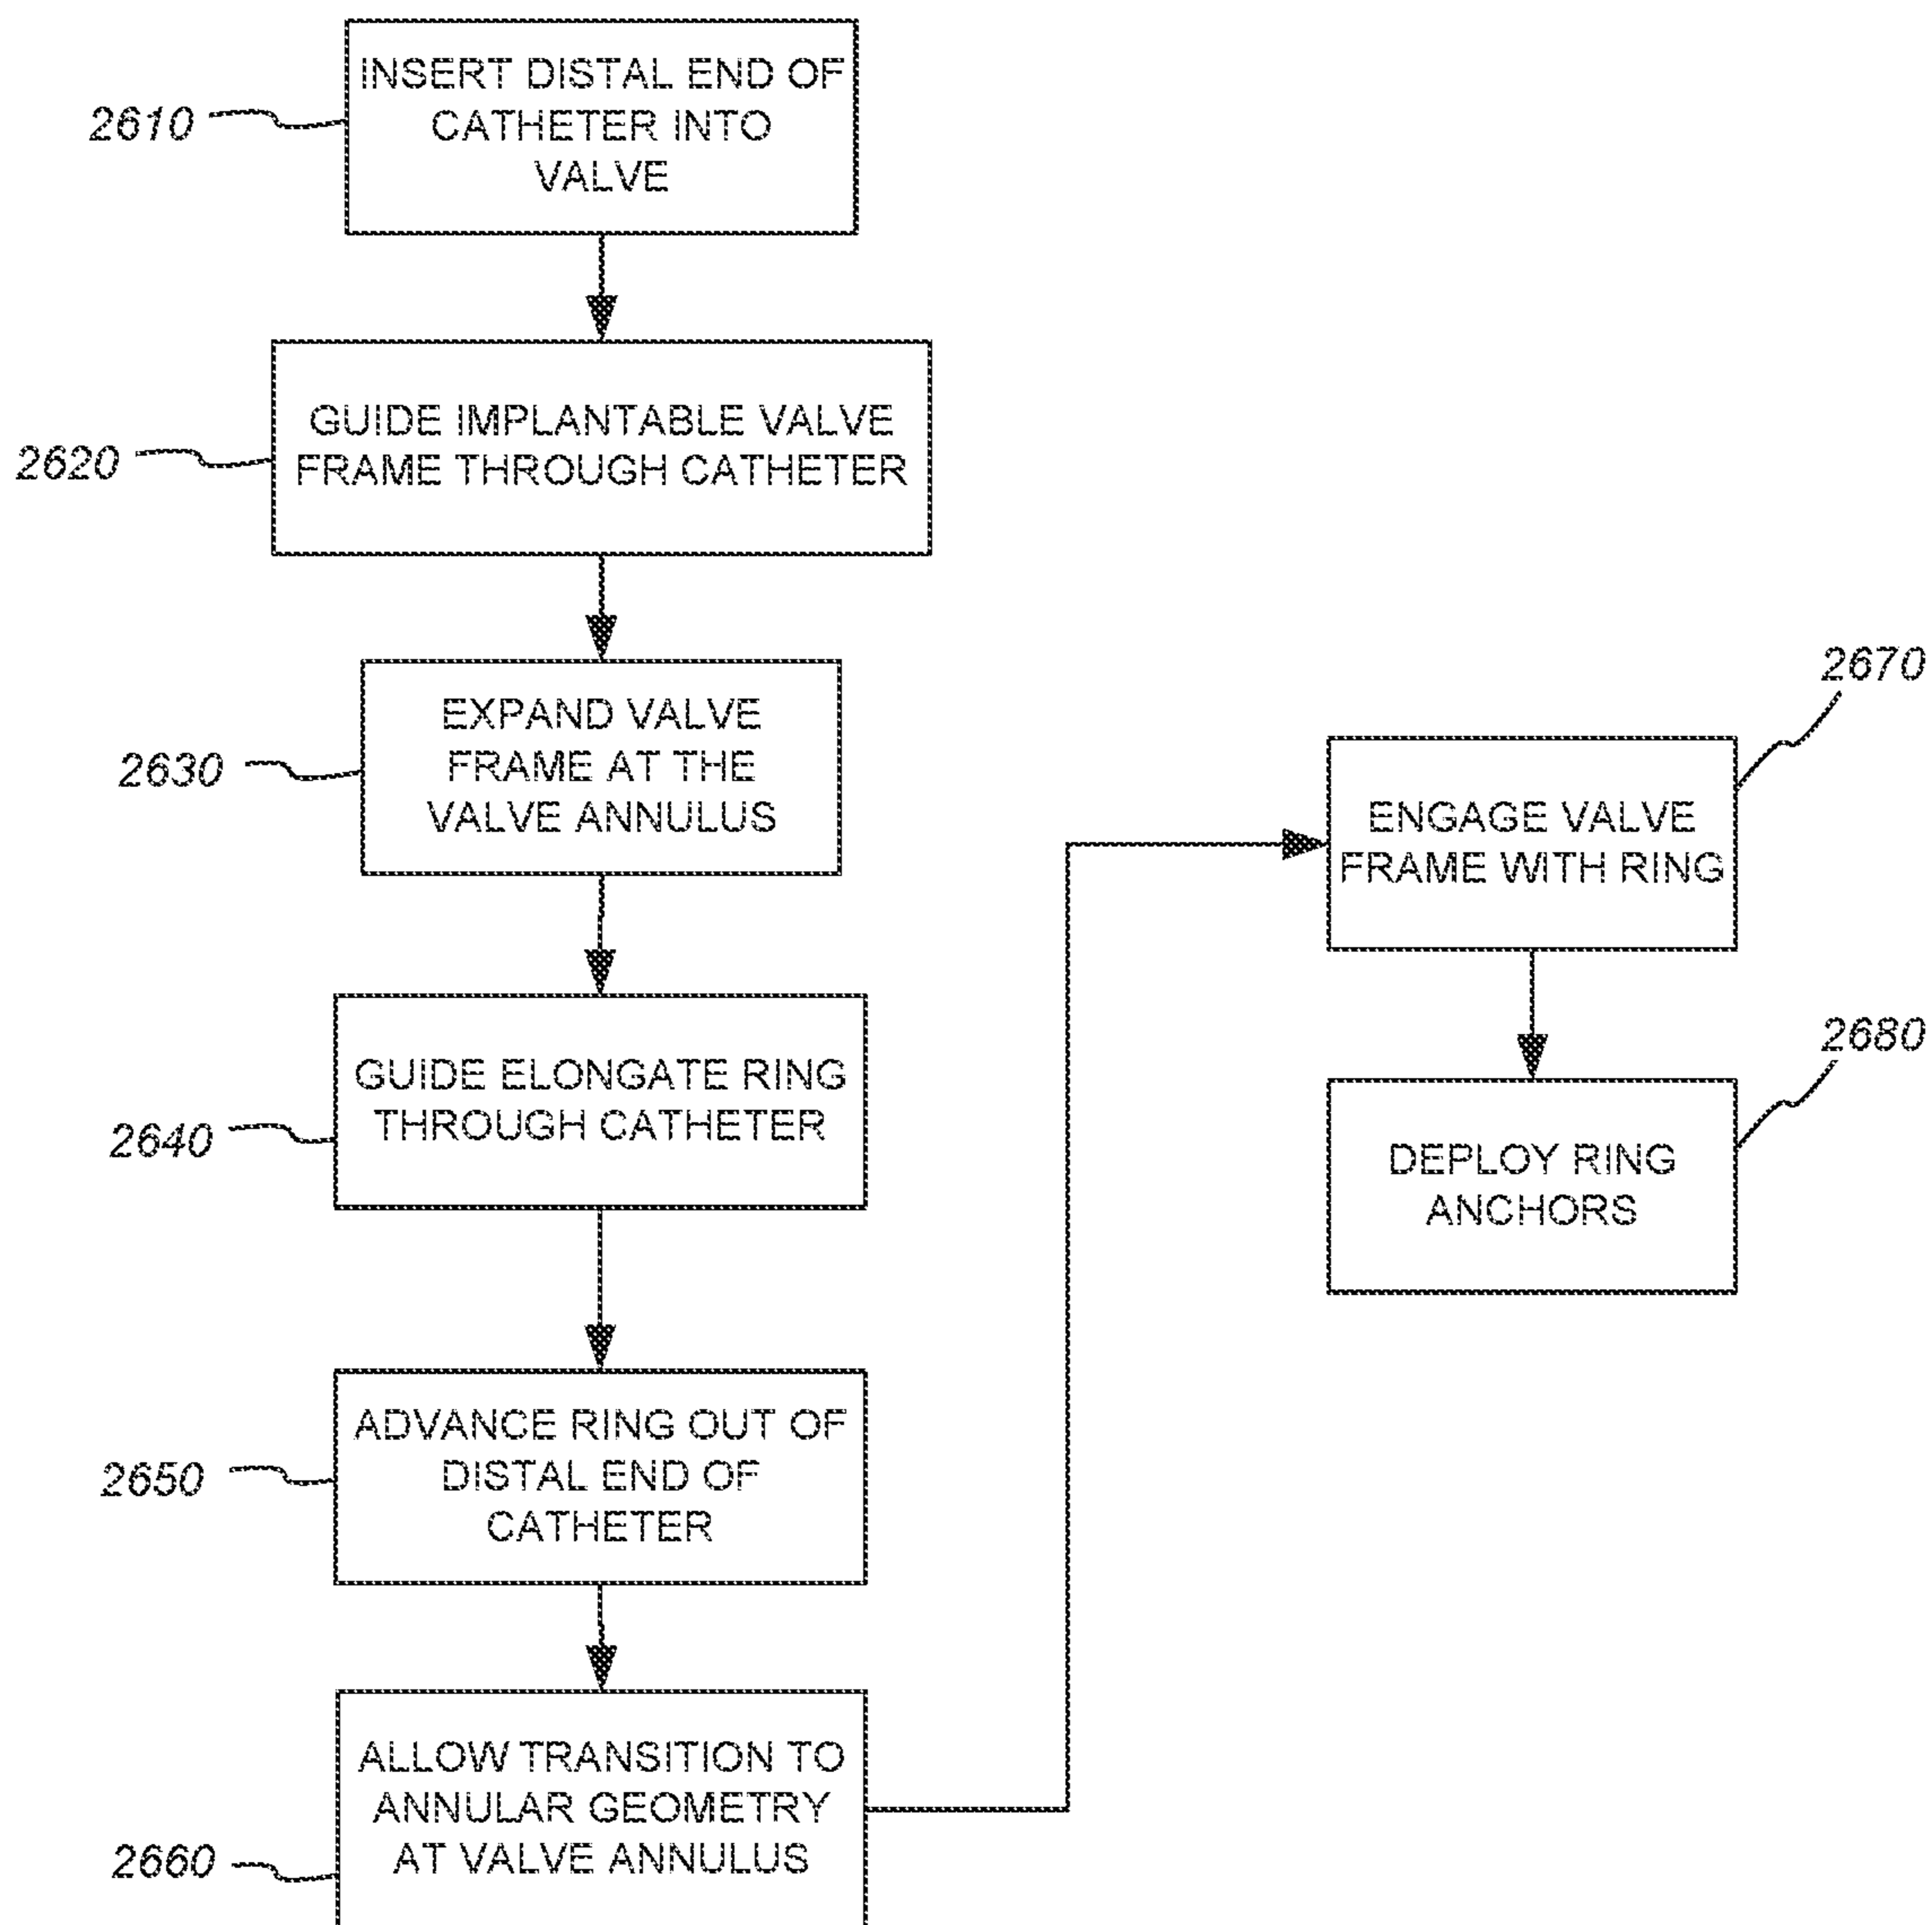 2610
INSERT DISTAL END OF
CATHETER INTO
VALVE
2620
GUIDE IMPLANTABLE VALVE
FRAME THROUGH CATHETER
2630
EXPAND VALVE
FRAME AT THE
VALVE ANNULUS
2640
GUIDE ELONGATE RING
THROUGH CATHETER
2650
ADVANCE RING OUT OF
DISTAL END OF
CATHETER
2660
ALLOW TRANSITION TO
ANNULAR GEOMETRY
AT VALVE ANNULUS
2670
ENGAGE VALVE
FRAME WITH RING
2680
DEPLOY RING
ANCHORS